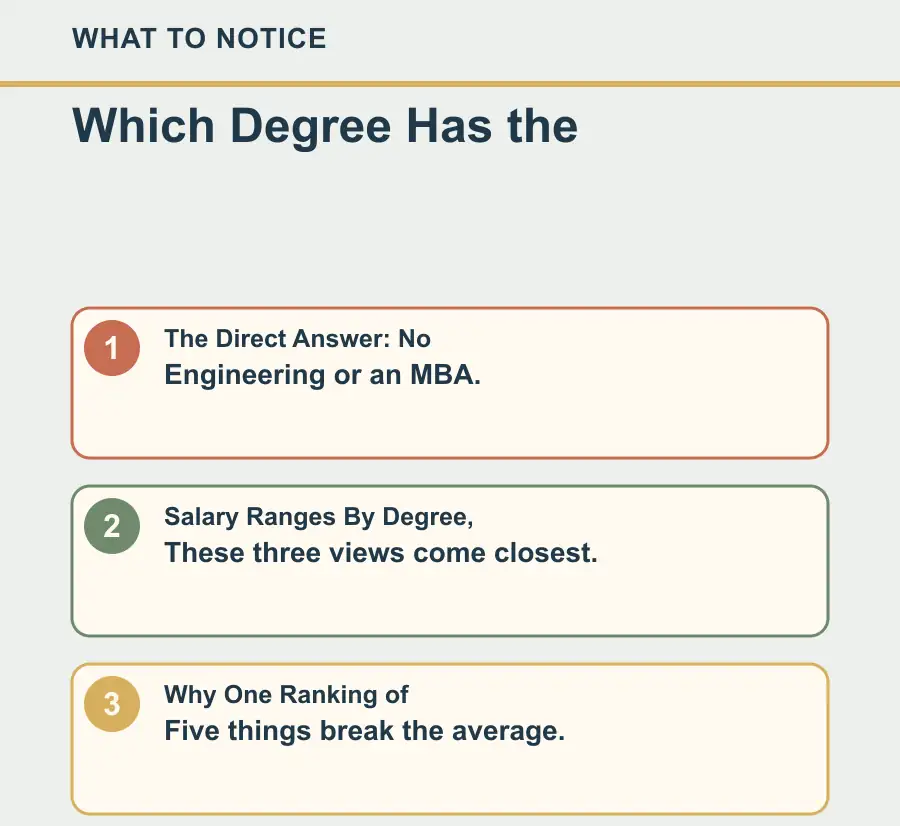 WHAT TO NOTICE
Which Degree Has the
1
The Direct Answer: No
Engineering or an MBA.
2
Salary Ranges By Degree,
These three views come closest.
3
Why One Ranking of
Five things break the average.